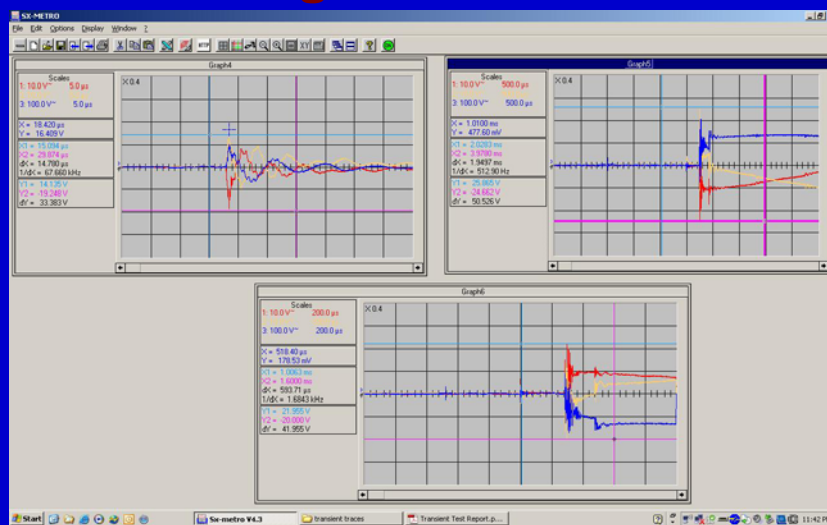 SX-METRO
File Edit Options Display Window ?
Graph4
Scales
1: 10.0 V~ 5.0 µs
3: 100.0 V~ 5.0 µs
X = 18.420 µs
Y = 16.409 V
X1 = 15.094 µs
X2 = 29.874 µs
dX = 14.780 µs
1/dX = 67.660 kHz
Y1 = 14.135 V
Y2 = -19.248 V
dY = 33.383 V
X 0.4
Graph5
Scales
1: 10.0 V~ 500.0 µs
3: 100.0 V~ 500.0 µs
X = 1.0100 ms
Y = 477.60 mV
X1 = 2.0293 ms
X2 = 3.9790 ms
dX = 1.9497 ms
1/dX = 512.90 Hz
Y1 = 25.865 V
Y2 = -24.662 V
dY = 50.526 V
X 0.4
Graph6
Scales
1: 10.0 V~ 200.0 µs
3: 100.0 V~ 200.0 µs
X = 518.40 µs
Y = 178.53 mV
X1 = 1.0063 ms
X2 = 1.6000 ms
dX = 593.71 µs
1/dX = 1.6843 kHz
Y1 = 21.955 V
Y2 = -20.000 V
dY = 41.955 V
X 0.4
Start
Sx-metro V4.3
transient traces
Transient Test Report.p...
11:42 P